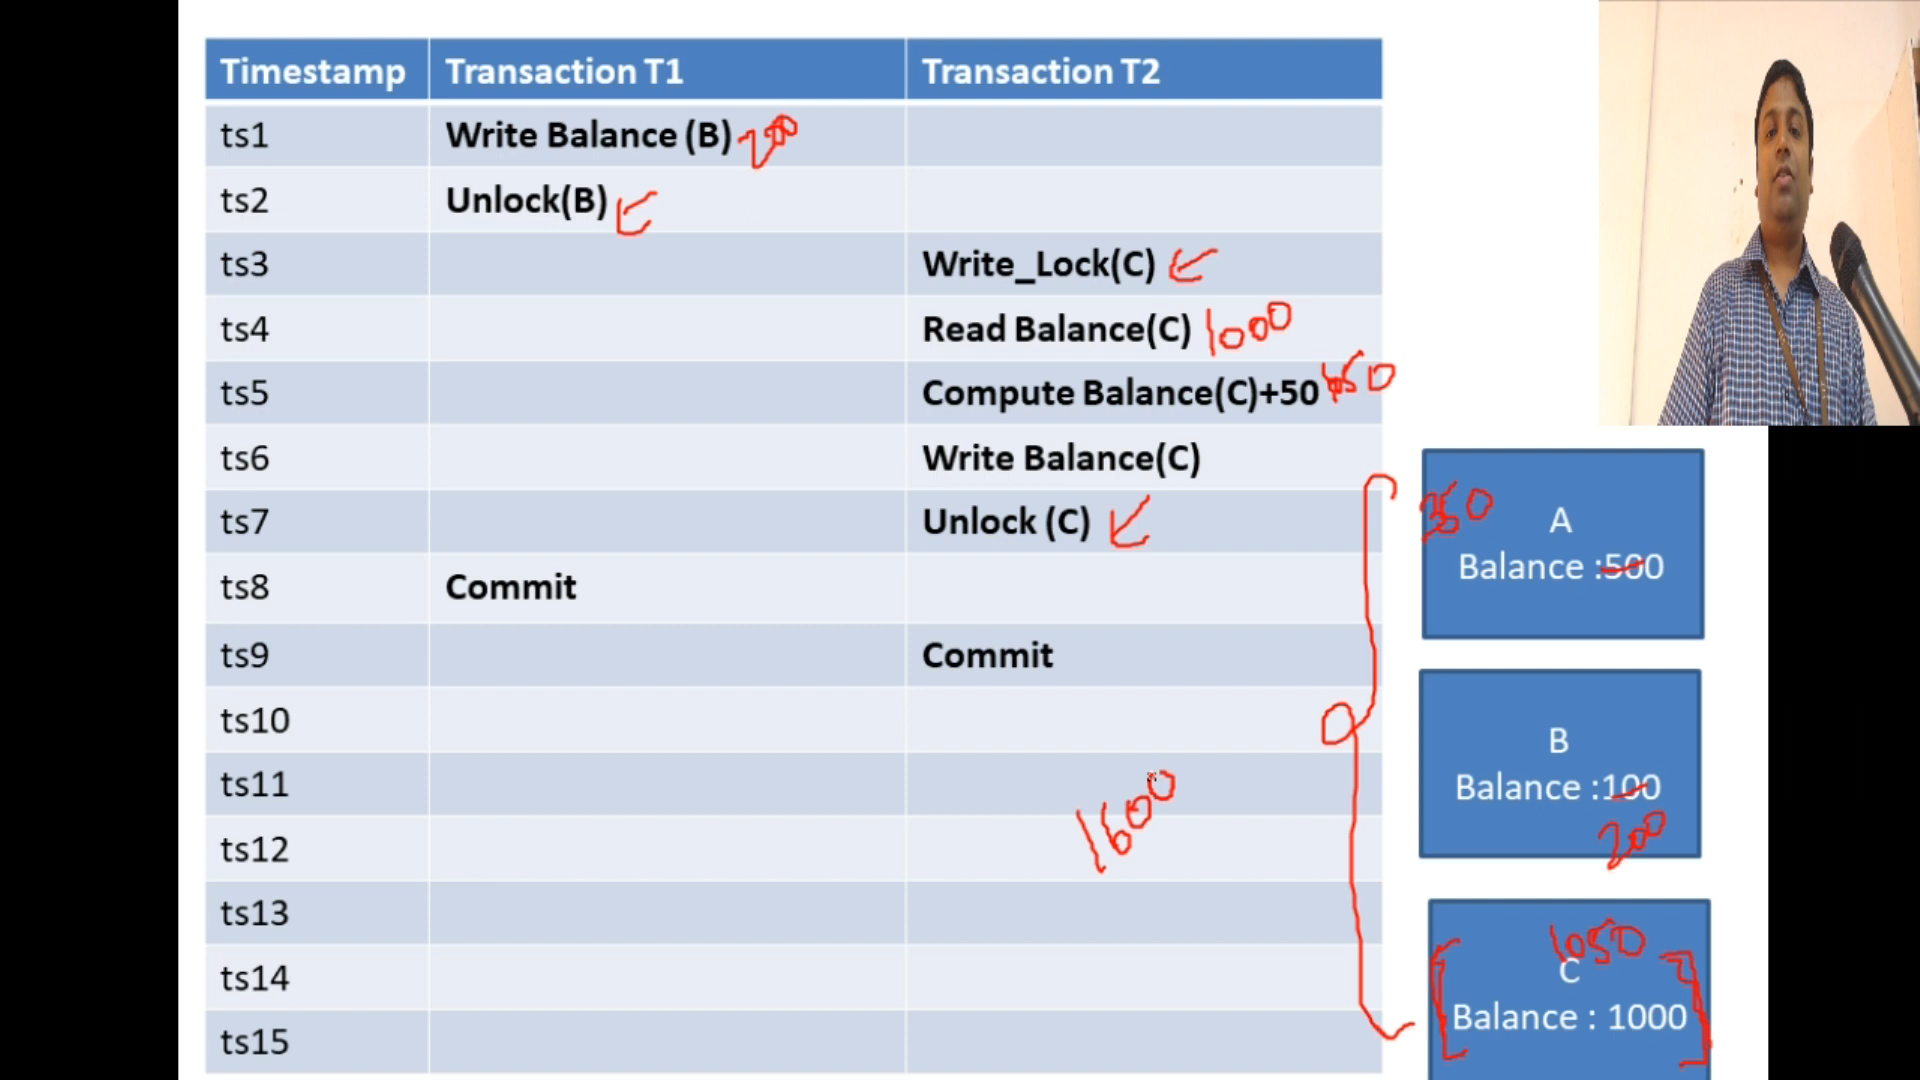 Timestamp Transaction T1 Transaction T2
ts1 Write Balance (B) 200
ts2 Unlock(B)
ts3 Write_Lock(C)
ts4 Read Balance(C) 1000
ts5 Compute Balance(C)+50
ts6 Write Balance(C)
ts7 Unlock (C)
ts8 Commit
ts9 Commit
ts10
ts11
ts12
ts13
ts14
ts15
1600
350
A
Balance :500
B
Balance :100
200
1050
C
Balance : 1000